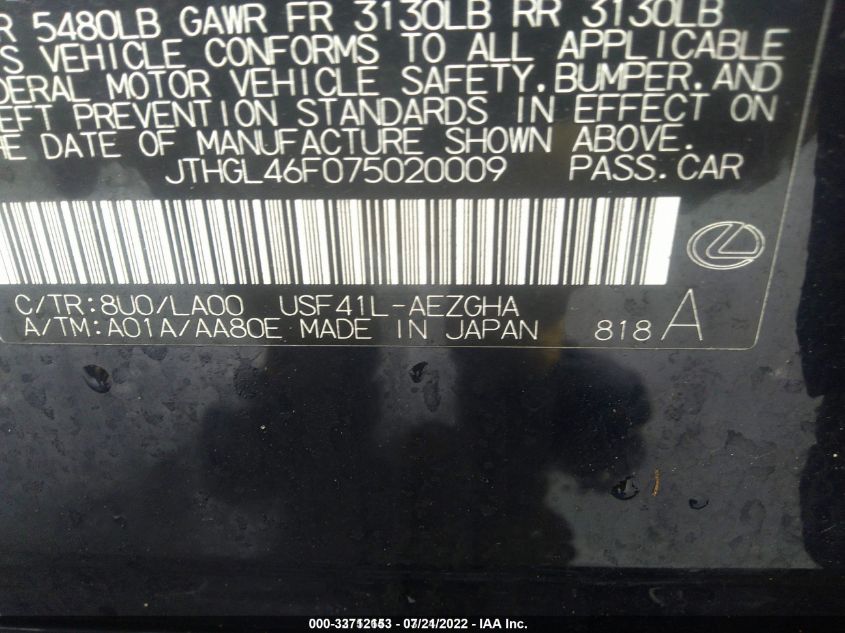 R 5480LB GAWR FR 3130LB RR 3130LB
S VEHICLE CONFORMS TO ALL APPLICABLE
DERAL MOTOR VEHICLE SAFETY.BUMPER.AND
EFT PREVENTION STANDARDS IN EFFECT ON
HE DATE OF MANUFACTURE SHOWN ABOVE.
JTHGL46F075020009 PASS.CAR
C/TR:8U0/LA00 USF41L-AEZGHA
A/TM:A01A/AA80E MADE IN JAPAN 818A
07/21/2022 - IAA Inc.